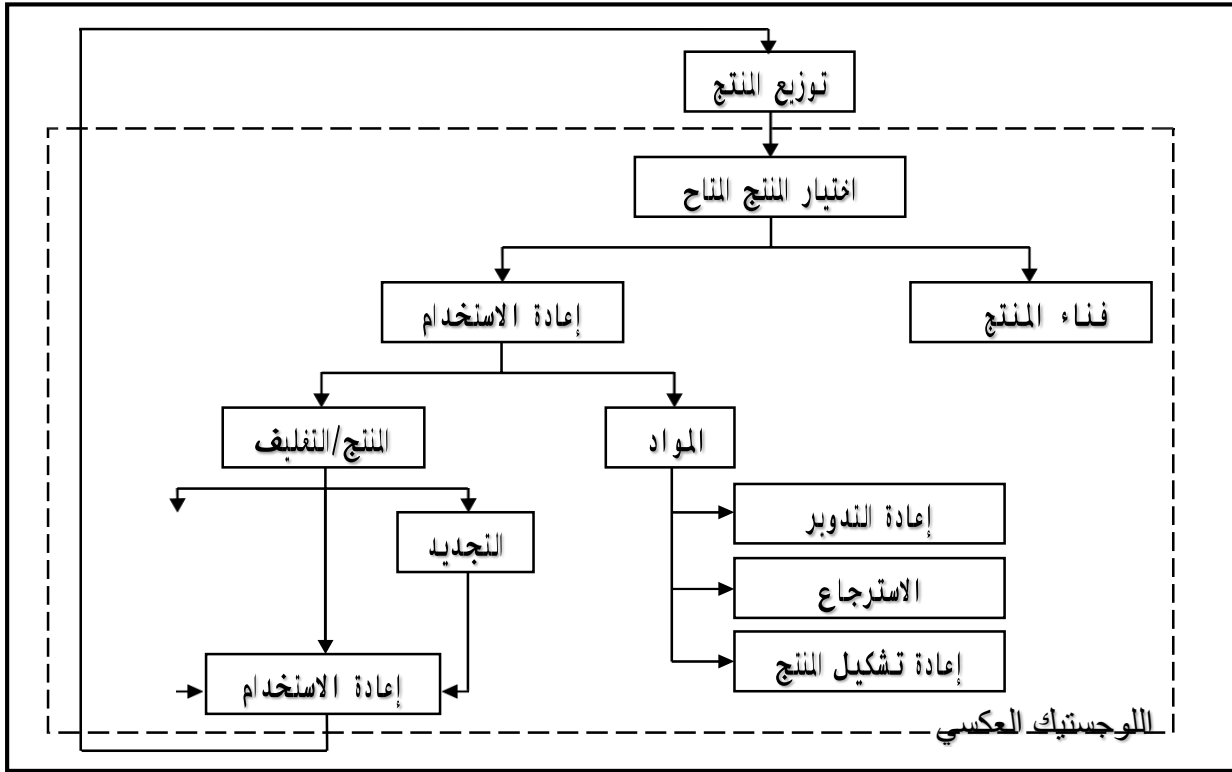 توزيع المنتج
اختيار المنتج المتاح
فناء المنتج
إعادة الاستخدام
المواد
المنتج/التغليف
إعادة التدوير
التجديد
الاسترجاع
إعادة تشكيل المنتج
إعادة الاستخدام
اللوجستيك العكسي